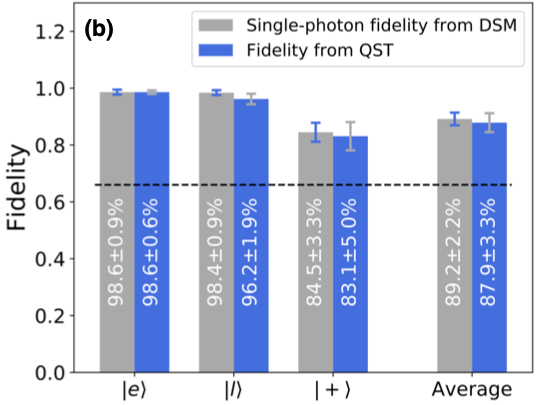 (b)
Single-photon fidelity from DSM
Fidelity from QST
Fidelity
1.2
1.0
0.8
0.6
0.4
0.2
0.0
98.6±0.9%
98.6±0.6%
98.4±0.9%
96.2±1.9%
84.5±3.3%
83.1±5.0%
89.2±2.2%
87.9±3.3%
|e⟩
|l⟩
|+⟩
Average